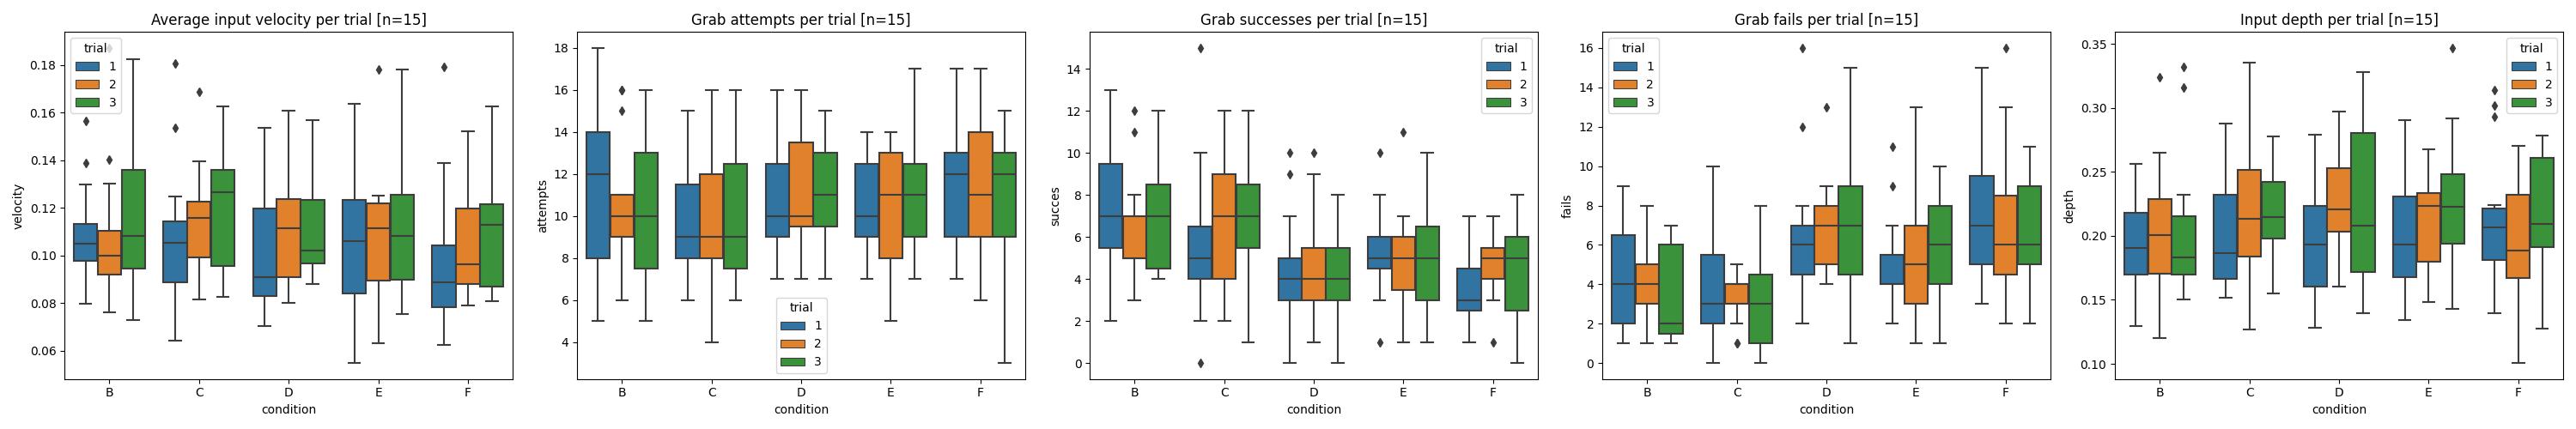 Average input velocity per trial [n=15]
velocity
0.18
0.16
0.14
0.12
0.10
0.08
0.06
trial
1
2
3
B C D E F
condition
Grab attempts per trial [n=15]
attempts
18
16
14
12
10
8
6
4
trial
1
2
3
B C D E F
condition
Grab successes per trial [n=15]
succes
14
12
10
8
6
4
2
0
trial
1
2
3
B C D E F
condition
Grab fails per trial [n=15]
fails
16
14
12
10
8
6
4
2
0
trial
1
2
3
B C D E F
condition
Input depth per trial [n=15]
depth
0.35
0.30
0.25
0.20
0.15
0.10
trial
1
2
3
B C D E F
condition